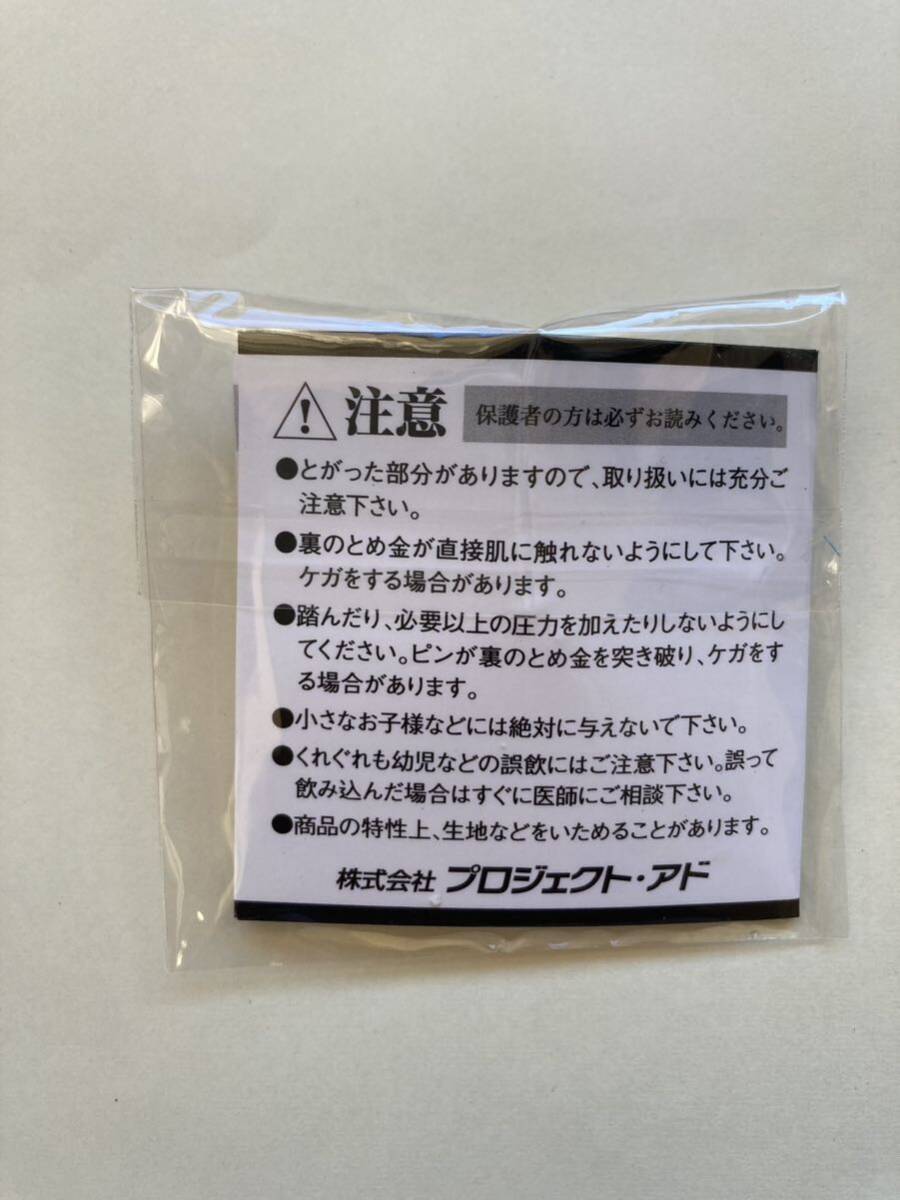 注意 保護者の方は必ずお読みください。
●とがった部分がありますので、取り扱いには充分ご
注意下さい。
●裏のとめ金が直接肌に触れないようにして下さい。
ケガをする場合があります。
●踏んだり、必要以上の圧力を加えたりしないようにし
てください。ピンが裏のとめ金を突き破り、ケガをす
る場合があります。
●小さなお子様などには絶対に与えないで下さい。
●くれぐれも幼児などの誤飲にはご注意下さい。誤って
飲み込んだ場合はすぐに医師にご相談下さい。
●商品の特性上、生地などをいためることがあります。
株式会社 プロジェクト・アド